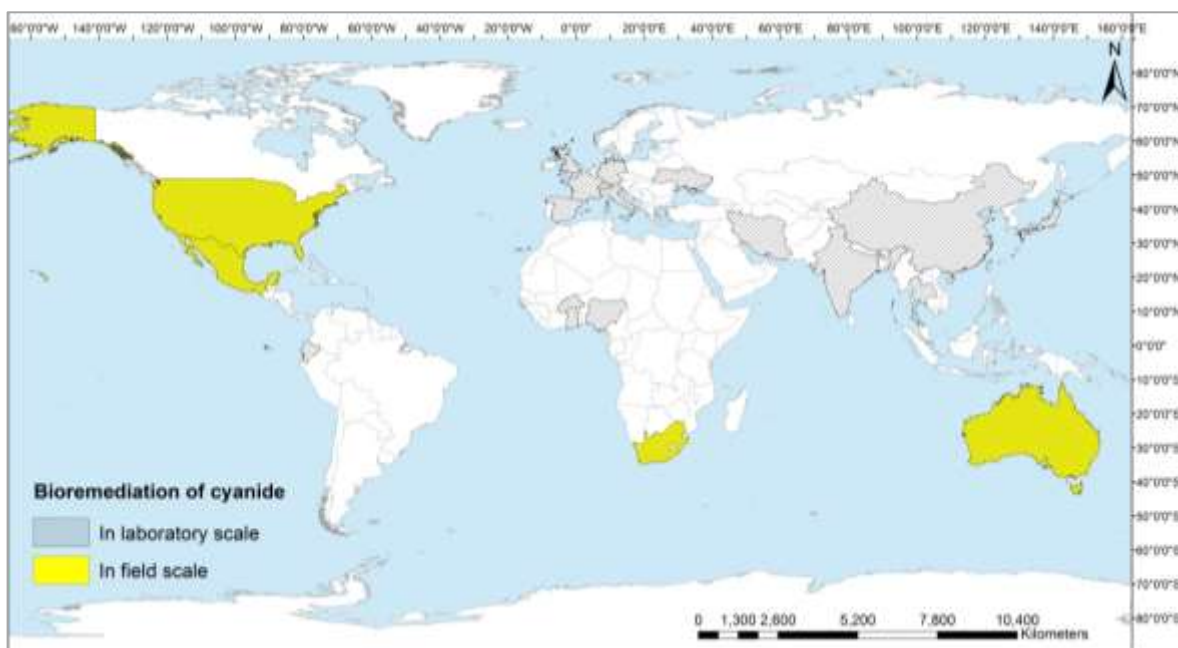 80°0'0"W 140°0'0"W 120°0'0"W 100°0'0"W 80°0'0"W 60°0'0"W 40°0'0"W 20°0'0"W 0°0'0" 20°0'0"E 40°0'0"E 60°0'0"E 80°0'0"E 100°0'0"E 120°0'0"E 140°0'0"E 160°0'0"E
N
80°0'0"N
70°0'0"N
60°0'0"N
50°0'0"N
40°0'0"N
30°0'0"N
20°0'0"N
10°0'0"N
0°0'0"
10°0'0"S
20°0'0"S
30°0'0"S
40°0'0"S
50°0'0"S
60°0'0"S
70°0'0"S
80°0'0"S
Bioremediation of cyanide
In laboratory scale
In field scale
0 1,300 2,600 5,200 7,800 10,400
Kilometers